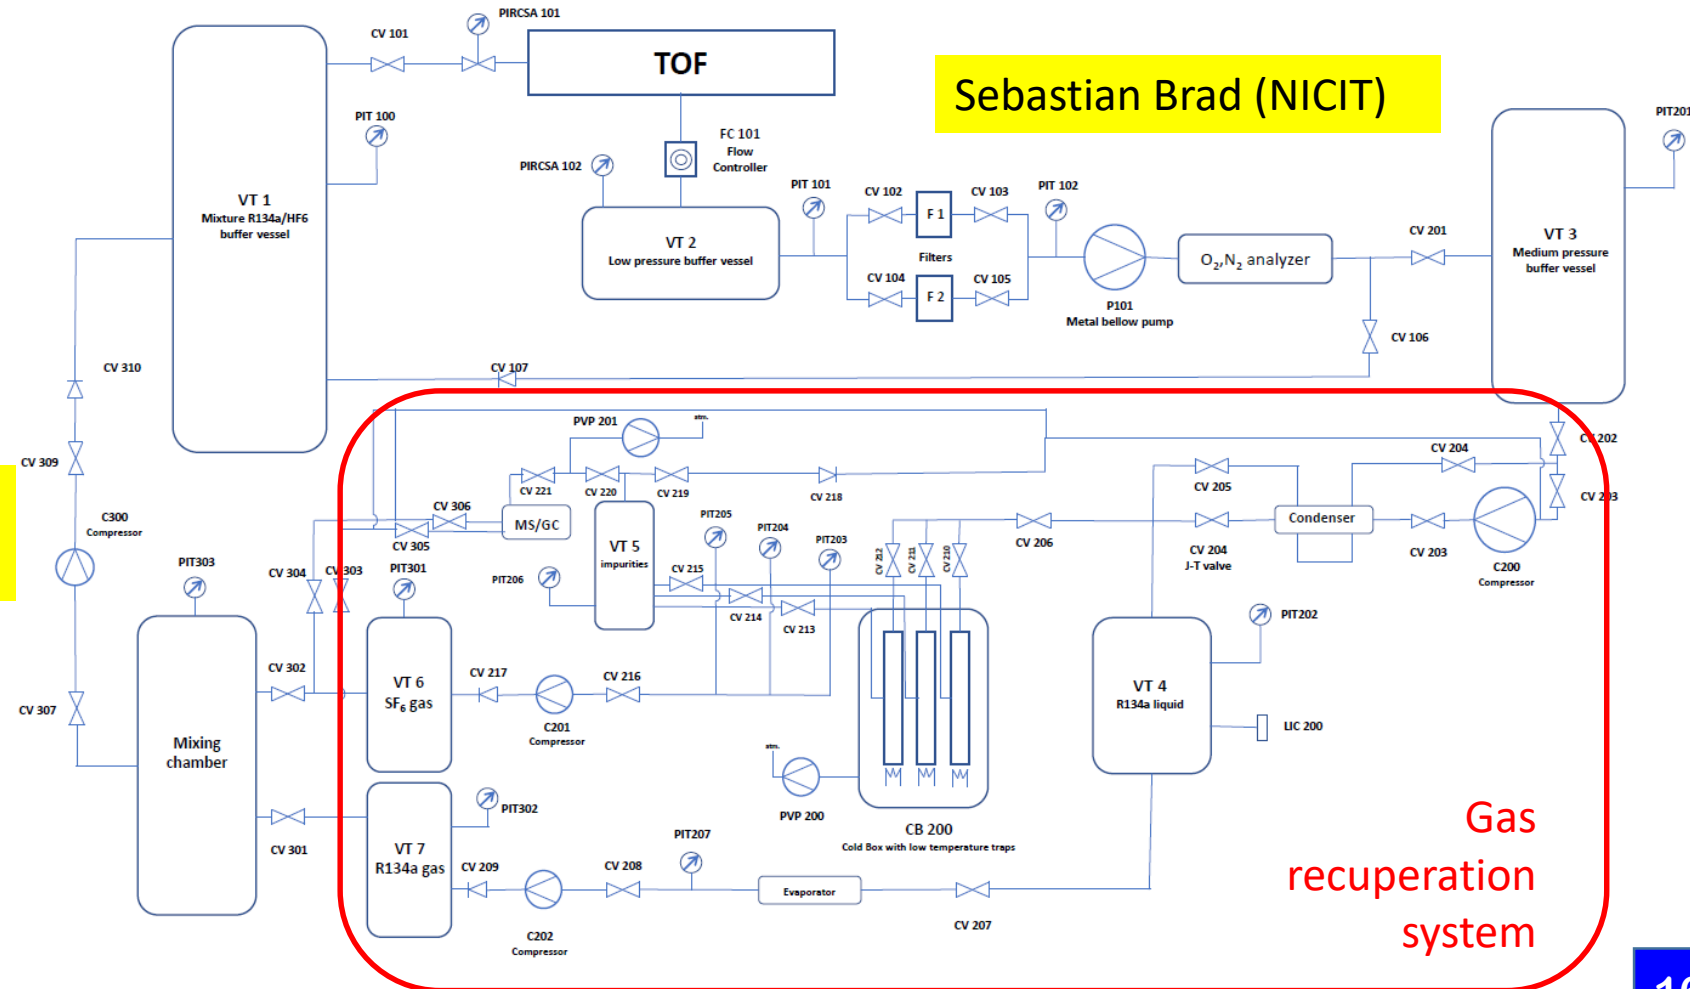 PIRCSA 101
CV 101
TOF
Sebastian Brad (NICIT)
PIT201
PIT 100
FC 101
Flow
Controller
PIRCSA 102
PIT 101
CV 102
F 1
CV 103
PIT 102
VT 1
Mixture R134a/HF6
buffer vessel
VT 2
Low pressure buffer vessel
Filters
CV 104
F 2
CV 105
P101
Metal bellow pump
O2,N2 analyzer
CV 201
VT 3
Medium pressure
buffer vessel
CV 106
CV 310
CV 107
PVP 201
atm.
CV 202
CV 204
CV 309
CV 221
CV 220
CV 219
CV 218
CV 205
CV 203
C300
Compressor
CV 306
MS/GC
CV 305
VT 5
impurities
PIT205
PIT204
PIT203
CV 212
CV 211
CV 210
CV 206
CV 204
J-T valve
Condenser
CV 203
C200
Compressor
PIT303
CV 304
CV 303
PIT301
PIT206
CV 215
CV 214
CV 213
PIT202
CV 302
VT 6
SF6 gas
CV 217
CV 216
C201
Compressor
VT 4
R134a liquid
LIC 200
CV 307
Mixing
chamber
atm.
PVP 200
CB 200
Cold Box with low temperature traps
CV 301
PIT302
VT 7
R134a gas
CV 209
CV 208
PIT207
Evaporator
CV 207
C202
Compressor
Gas
recuperation
system